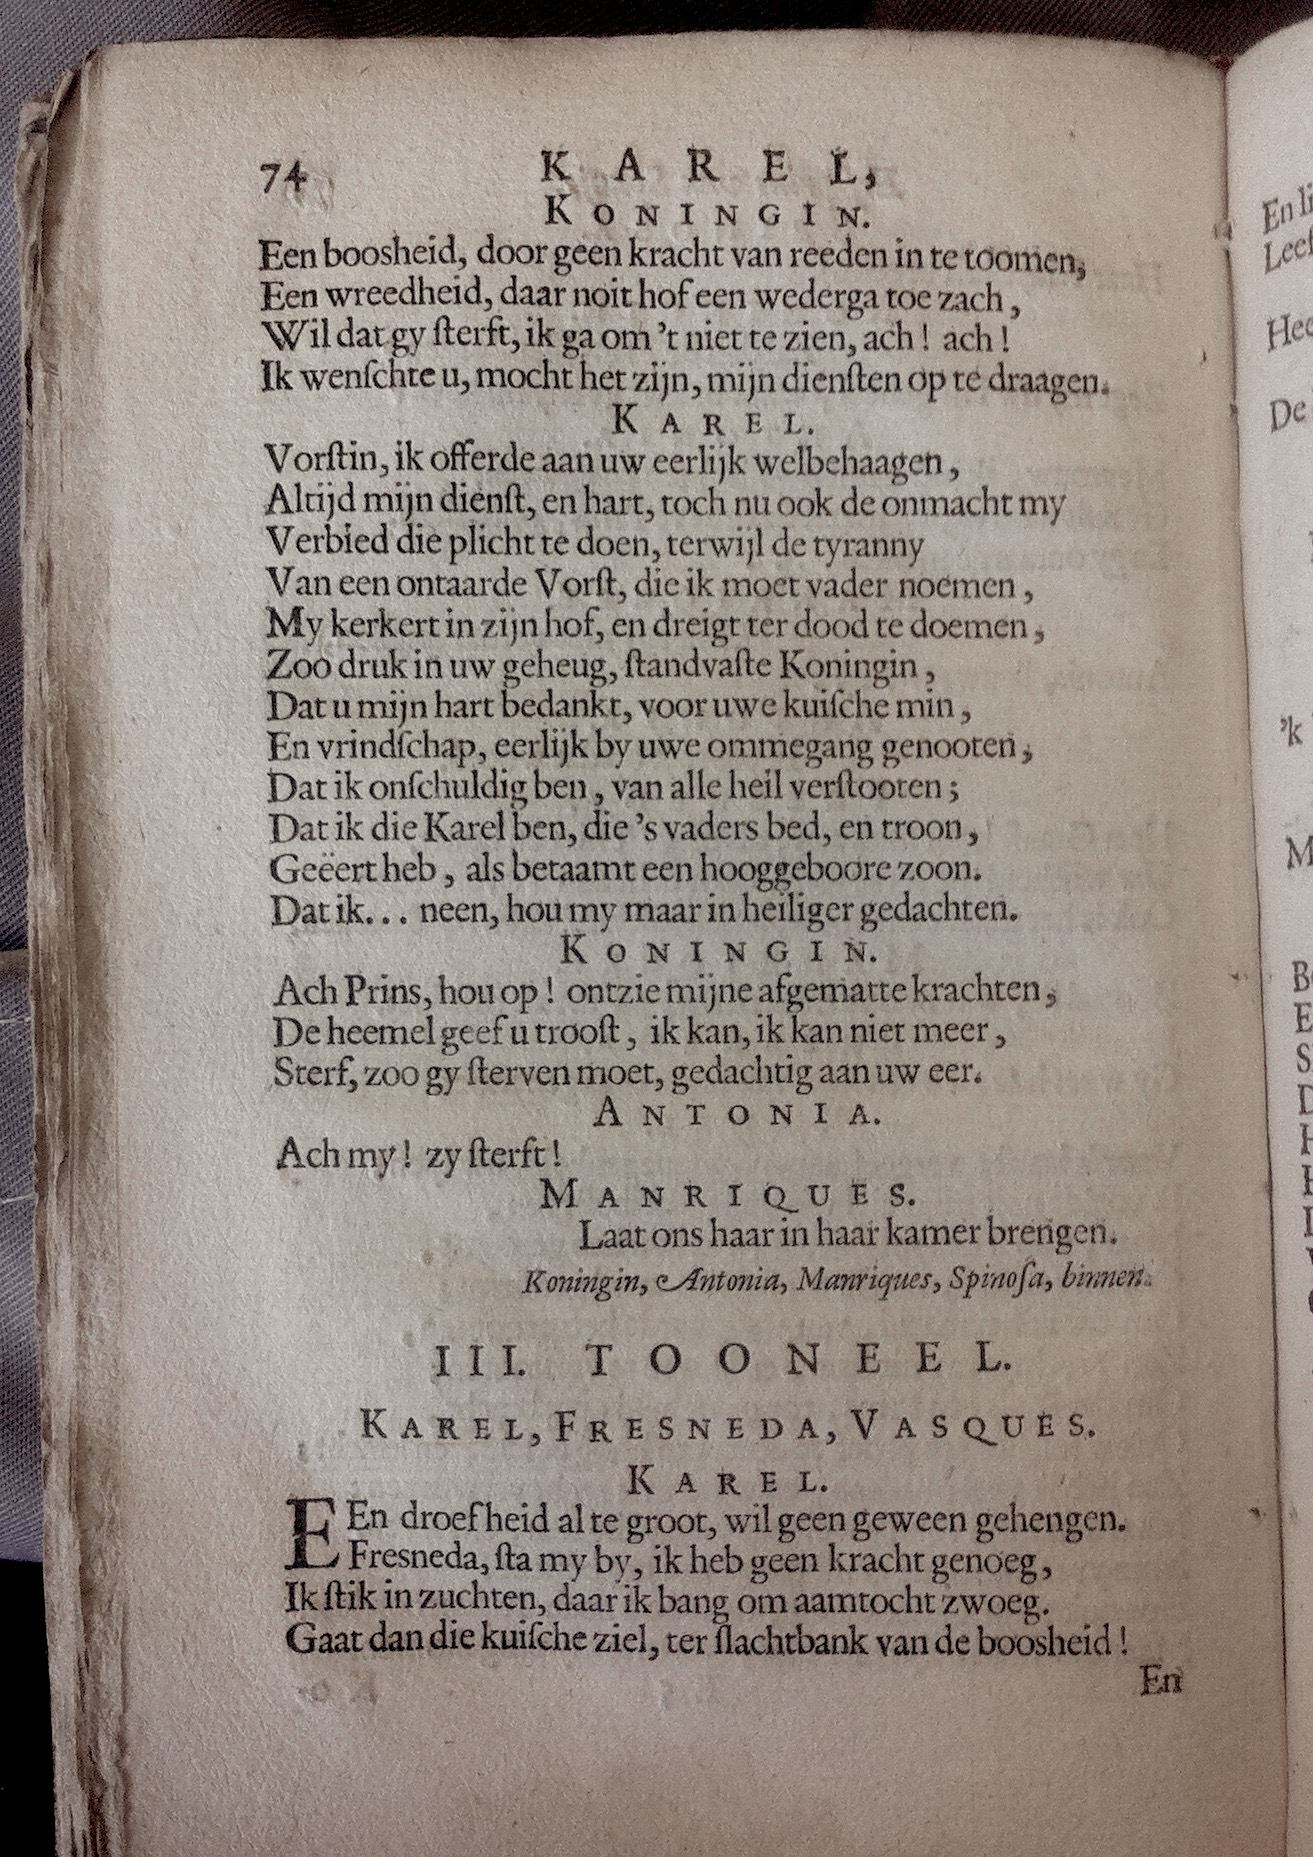 74 KAREL,
KONINGIN.
Een boosheid, door geen kracht van reeden in te toomen,
Een wreedheid, daar noit hof een wederga toe zach,
Wil dat gy ſterft, ik ga om 't niet te zien, ach! ach!
Ik wenſchte u, mocht het zijn, mijn dienſten op te draagen.
KAREL.
Vorſtin, ik offerde aan uw eerlijk welbehaagen,
Altijd mijn dienſt, en hart, toch nu ook de onmacht my
Verbied die plicht te doen, terwijl de tyranny
Van een ontaarde Vorſt, die ik moet vader noemen,
My kerkert in zijn hof, en dreigt ter dood te doemen,
Zoo druk in uw geheug, ſtandvaſte Koningin,
Dat u mijn hart bedankt, voor uwe kuiſche min,
En vrindſchap, eerlijk by uwe ommegang genooten;
Dat ik onſchuldig ben, van alle heil verſtooten;
Dat ik die Karel ben, die 's vaders bed, en troon,
Geëert heb, als betaamt een hooggeboore zoon.
Dat ik... neen, hou my maar in heiliger gedachten.
KONINGIN.
Ach Prins, hou op! ontzie mijne afgematte krachten,
De heemel geef u trooſt, ik kan, ik kan niet meer,
Sterf, zoo gy ſterven moet, gedachtig aan uw eer.
ANTONIA.
Ach my! zy ſterft!
MANRIQUES.
Laat ons haar in haar kamer brengen.
Koningin, Antonia, Manriques, Spinoſa, binnen.
III. TOONEEL.
KAREL, FRESNEDA, VASQUES.
KAREL.
EEn droefheid al te groot, wil geen geween gehengen.
Fresneda, ſta my by, ik heb geen kracht genoeg,
Ik ſtik in zuchten, daar ik bang om aamtocht zwoeg.
Gaat dan die kuiſche ziel, ter ſlachtbank van de boosheid!
En